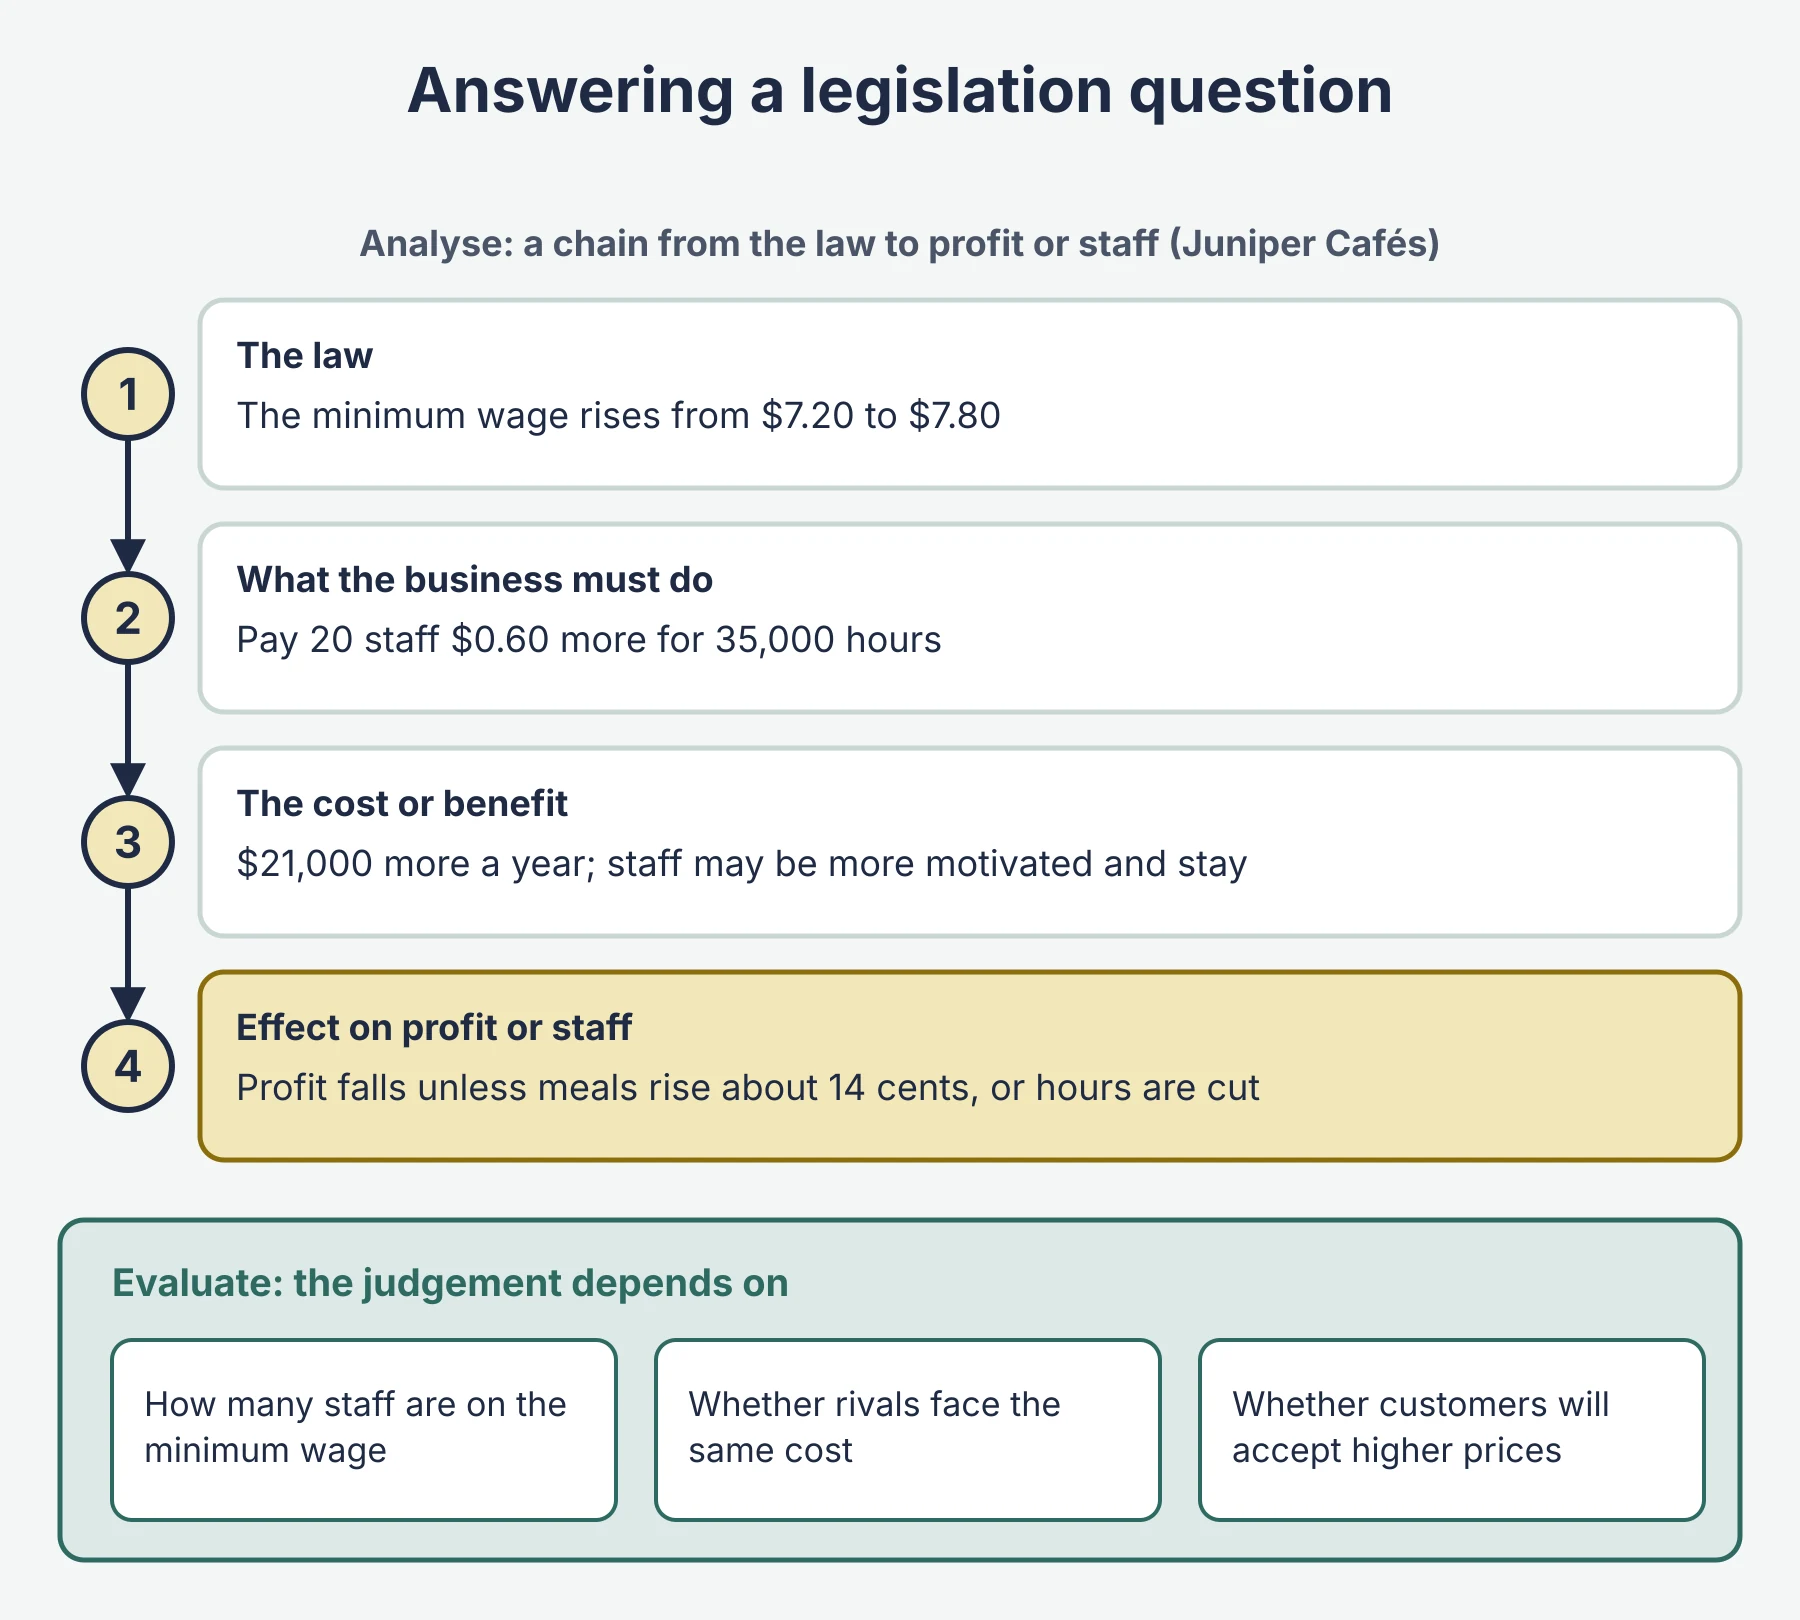 Answering a legislation question
Analyse: a chain from the law to profit or staff (Juniper Cafés)
1
The law
The minimum wage rises from $7.20 to $7.80
2
What the business must do
Pay 20 staff $0.60 more for 35,000 hours
3
The cost or benefit
$21,000 more a year; staff may be more motivated and stay
4
Effect on profit or staff
Profit falls unless meals rise about 14 cents, or hours are cut
Evaluate: the judgement depends on
How many staff are on the
minimum wage
Whether rivals face the
same cost
Whether customers will
accept higher prices